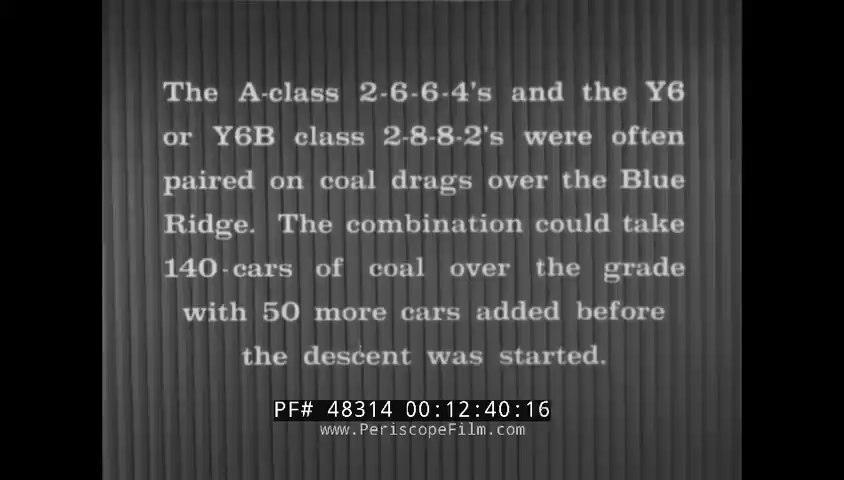 The A-class 2-6-6-4's and the Y6
or Y6B class 2-8-8-2's were often
paired on coal drags over the Blue
Ridge. The combination could take
140-cars of coal over the grade
with 50 more cars added before
the descent was started.
PF# 48314 00:12:40:16
www.PeriscopeFilm.com